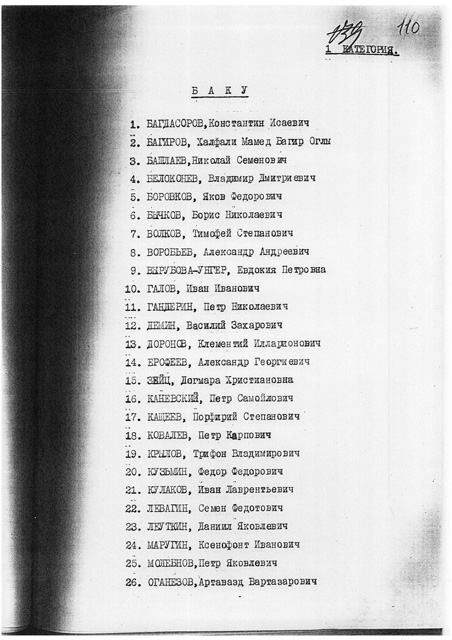 139 110
1 КАТЕГОРИЯ.
БАКУ
1. БАГДАСОРОВ, Константин Исаевич
2. БАГИРОВ, Халфали Мамед Багир Оглы
3. БАШЛАЕВ, Николай Семенович
4. БЕЛОКОНЕВ, Владимир Дмитриевич
5. БОРОВКОВ, Яков Федорович
6. БЫЧКОВ, Борис Николаевич
7. ВОЛКОВ, Тимофей Степанович
8. ВОРОБЬЕВ, Александр Андреевич
9. ВЫРУБОВА-УНГЕР, Евдокия Петровна
10. ГАЛОВ, Иван Иванович
11. ГАНДЕРИН, Петр Николаевич
12. ДЕМИН, Василий Захарович
13. ДОРОНОВ, Клементий Илларионович
14. ЕРОФЕЕВ, Александр Георгиевич
15. ЗЕЙЦ, Догмара Христиановна
16. КАНЕВСКИЙ, Петр Самойлович
17. КАЩЕЕВ, Порфирий Степанович
18. КОВАЛЕВ, Петр Карпович
19. КРЫЛОВ, Трифон Владимирович
20. КУЗЬМИН, Федор Федорович
21. КУЛАКОВ, Иван Лаврентьевич
22. ЛЕВАГИН, Семен Федотович
23. ЛЕУТКИН, Даниил Яковлевич
24. МАРУГИН, Ксенофонт Иванович
25. МОЛЕБНОВ, Петр Яковлевич
26. ОГАНЕЗОВ, Артавазд Вартазарович